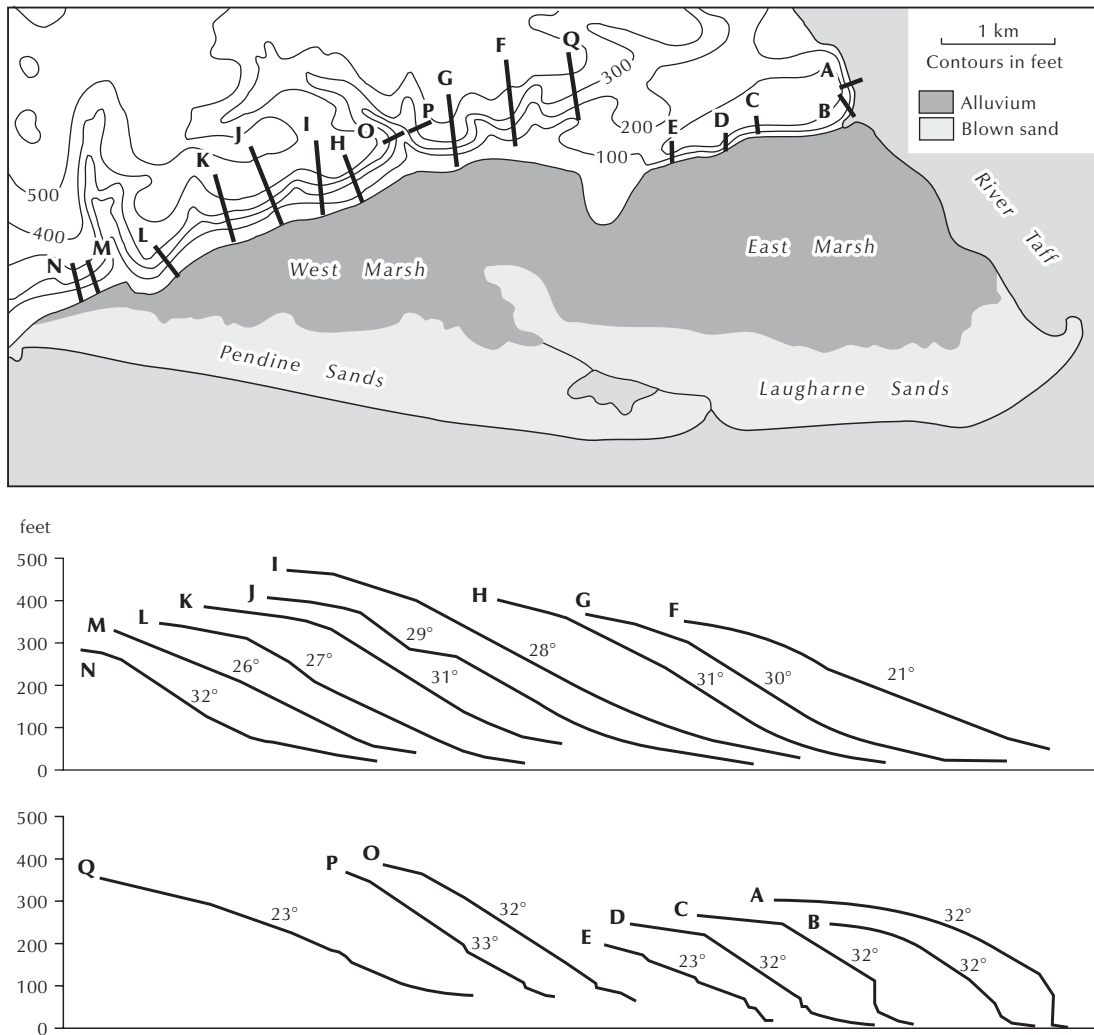 1 km
Contours in feet
Alluvium
Blown sand
A
B
C
D
E
F
Q
G
P
O
I
H
J
K
L
M
N
300
200
100
500
400
River Taff
West Marsh
East Marsh
Pendine Sands
Laugharne Sands
feet
500
400
300
200
100
0
N
32°
M
26°
L
27°
K
31°
J
29°
I
28°
H
31°
G
30°
F
21°
500
400
300
200
100
0
Q
23°
P
33°
O
32°
E
23°
D
32°
C
32°
B
32°
A
32°